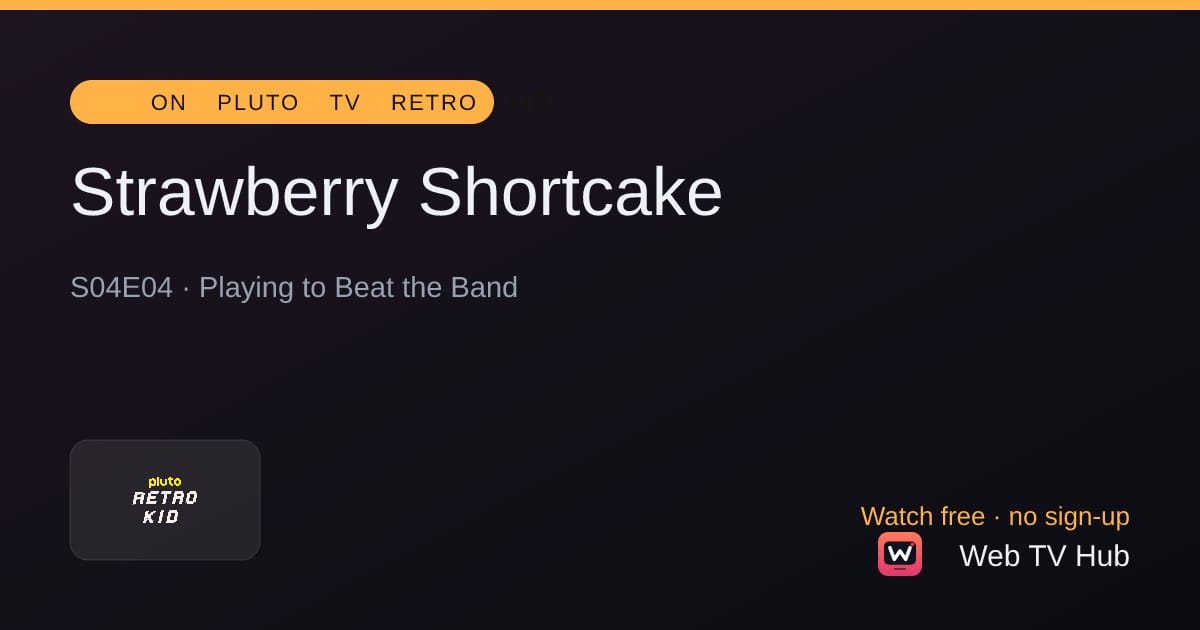 ON PLUTO TV RETRO KID
Strawberry Shortcake
S04E04 · Playing to Beat the Band
pluto
RETRO
KID
Watch free · no sign-up
W
Web TV Hub